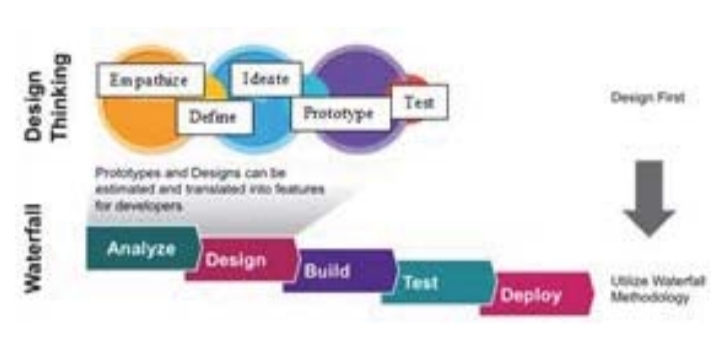 Design
Thinking
Empathize
Define
Ideate
Prototype
Test
Design First
Prototypes and Designs can be
estimated and translated into features
for developers
Waterfall
Analyze
Design
Build
Test
Deploy
Utilize Waterfall
Methodology